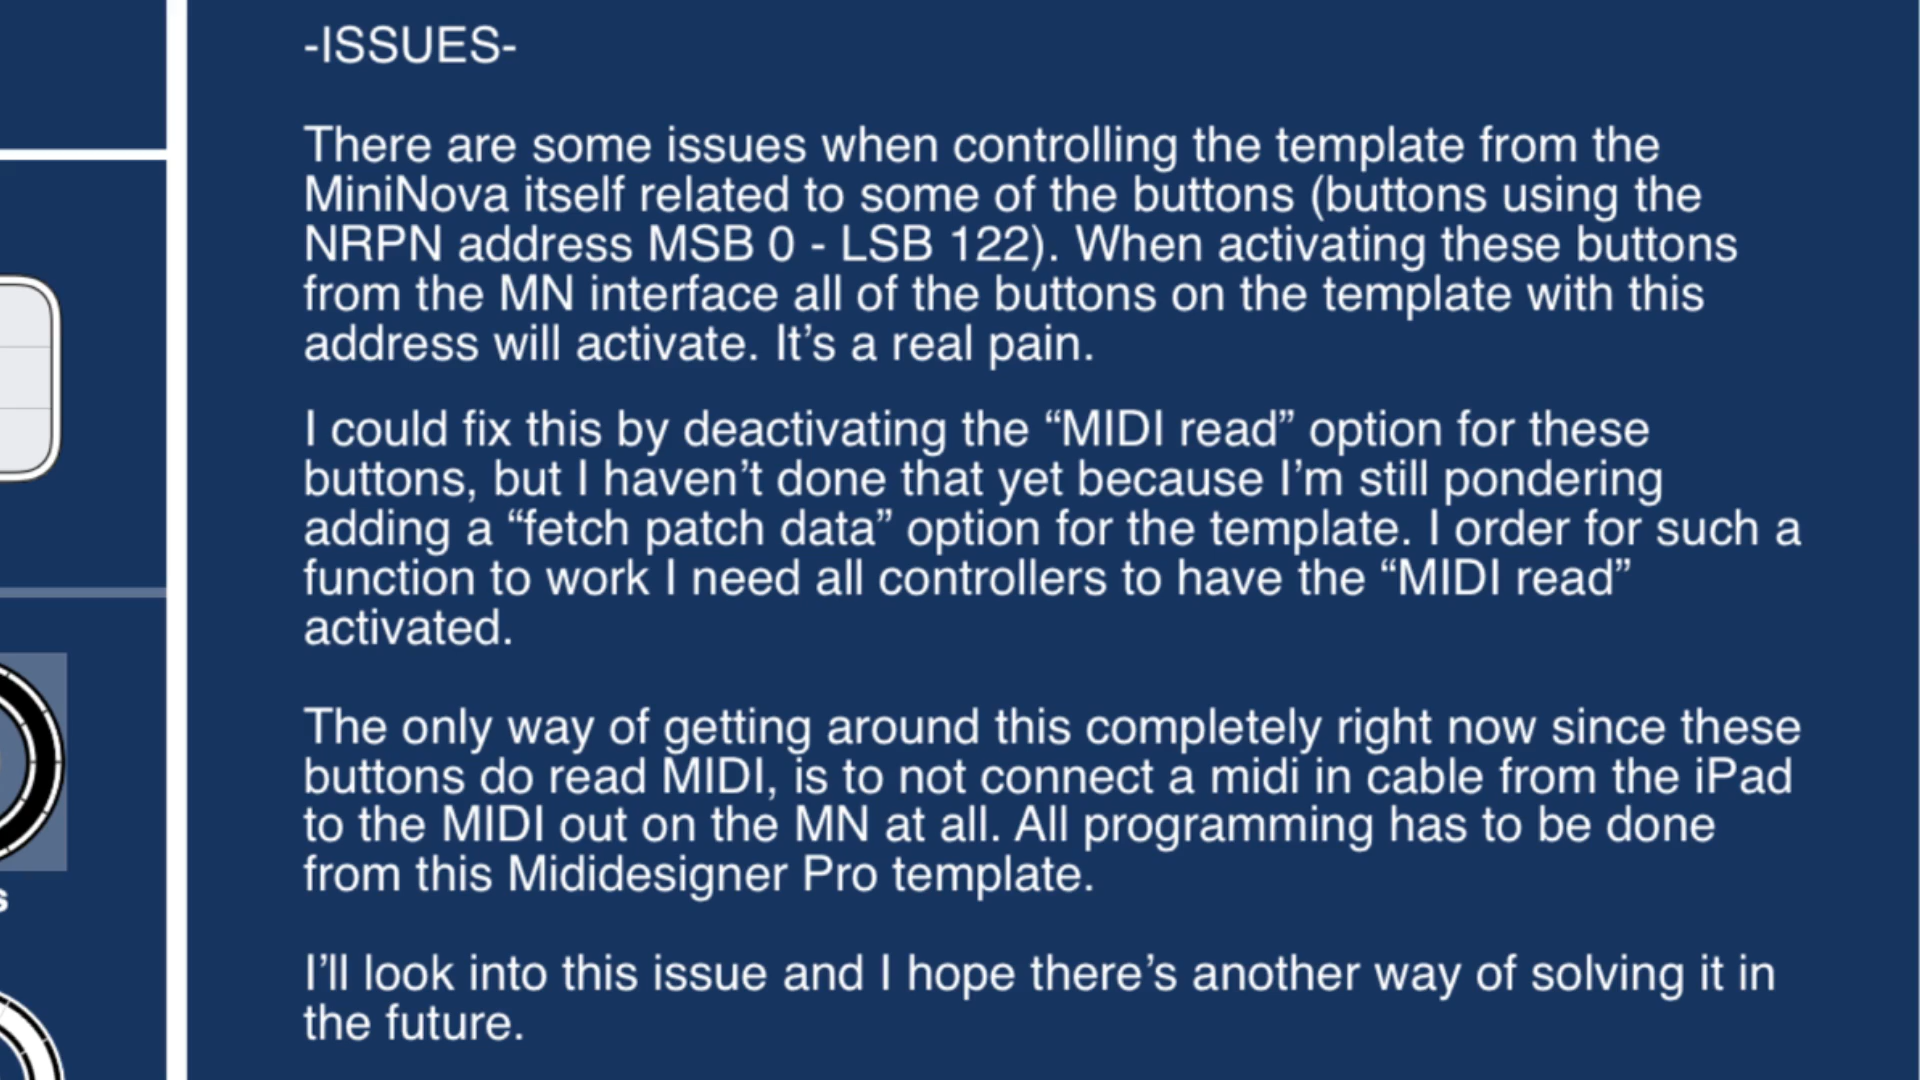 -ISSUES-
There are some issues when controlling the template from the
MiniNova itself related to some of the buttons (buttons using the
NRPN address MSB 0 - LSB 122). When activating these buttons
from the MN interface all of the buttons on the template with this
address will activate. It’s a real pain.
I could fix this by deactivating the “MIDI read” option for these
buttons, but I haven’t done that yet because I’m still pondering
adding a “fetch patch data” option for the template. I order for such a
function to work I need all controllers to have the “MIDI read”
activated.
The only way of getting around this completely right now since these
buttons do read MIDI, is to not connect a midi in cable from the iPad
to the MIDI out on the MN at all. All programming has to be done
from this Mididesigner Pro template.
I’ll look into this issue and I hope there’s another way of solving it in
the future.
s